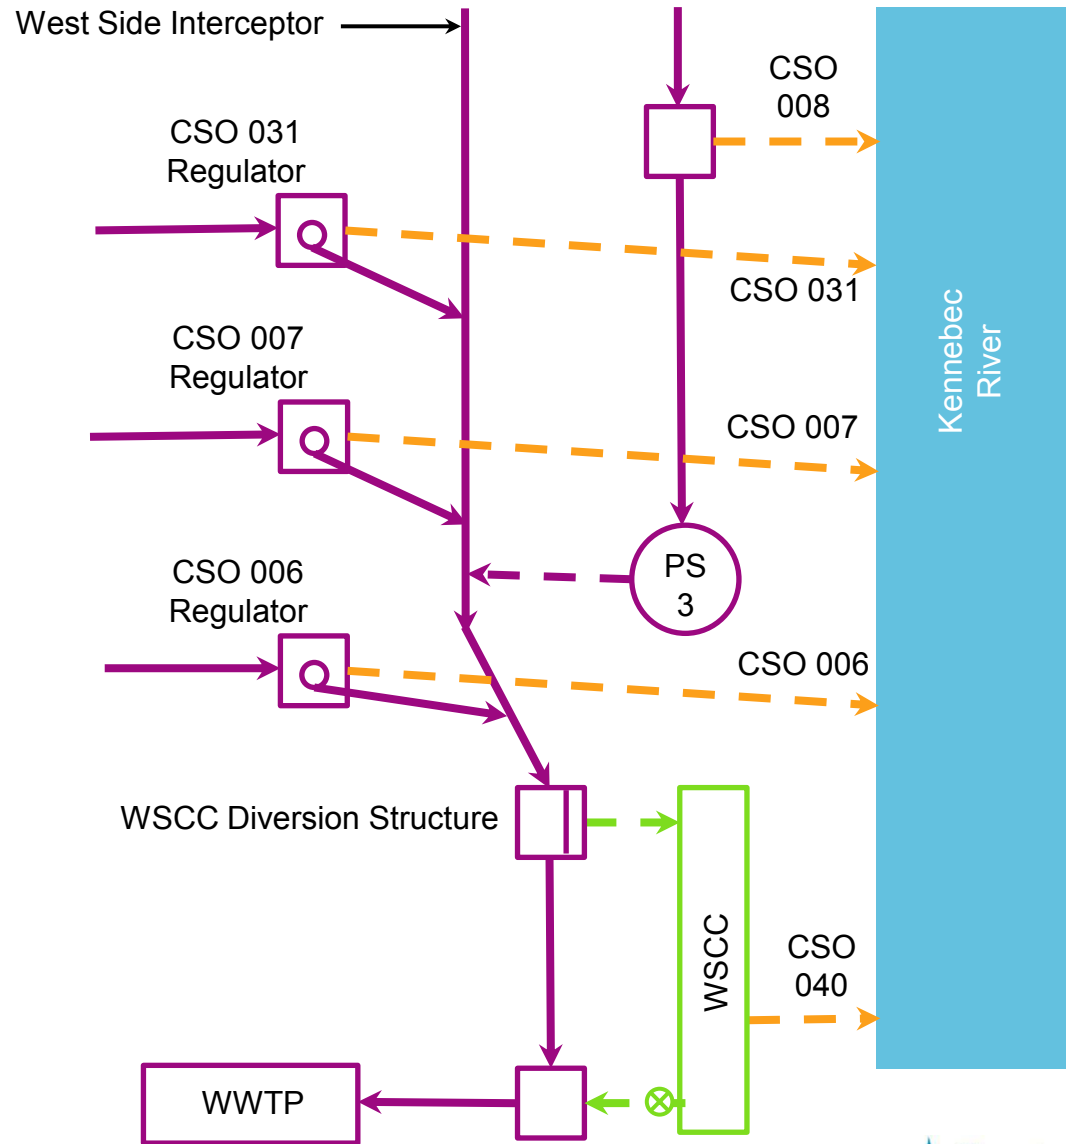 West Side Interceptor
CSO
008
CSO 031
Regulator
CSO 031
CSO 007
Regulator
CSO 007
Kennebec
River
CSO 006
Regulator
PS
3
CSO 006
WSCC Diversion Structure
WSCC
CSO
040
WWTP